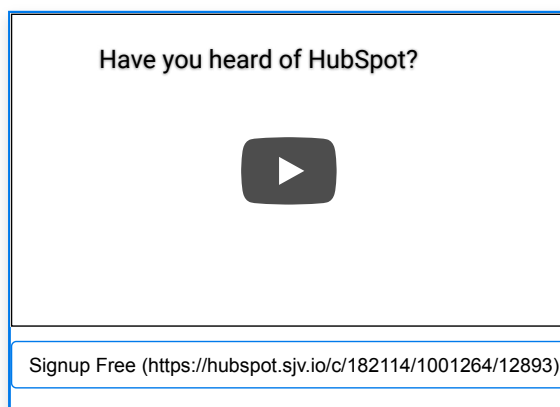 Have you heard of HubSpot?
Signup Free (https://hubspot.sjv.io/c/182114/1001264/12893)